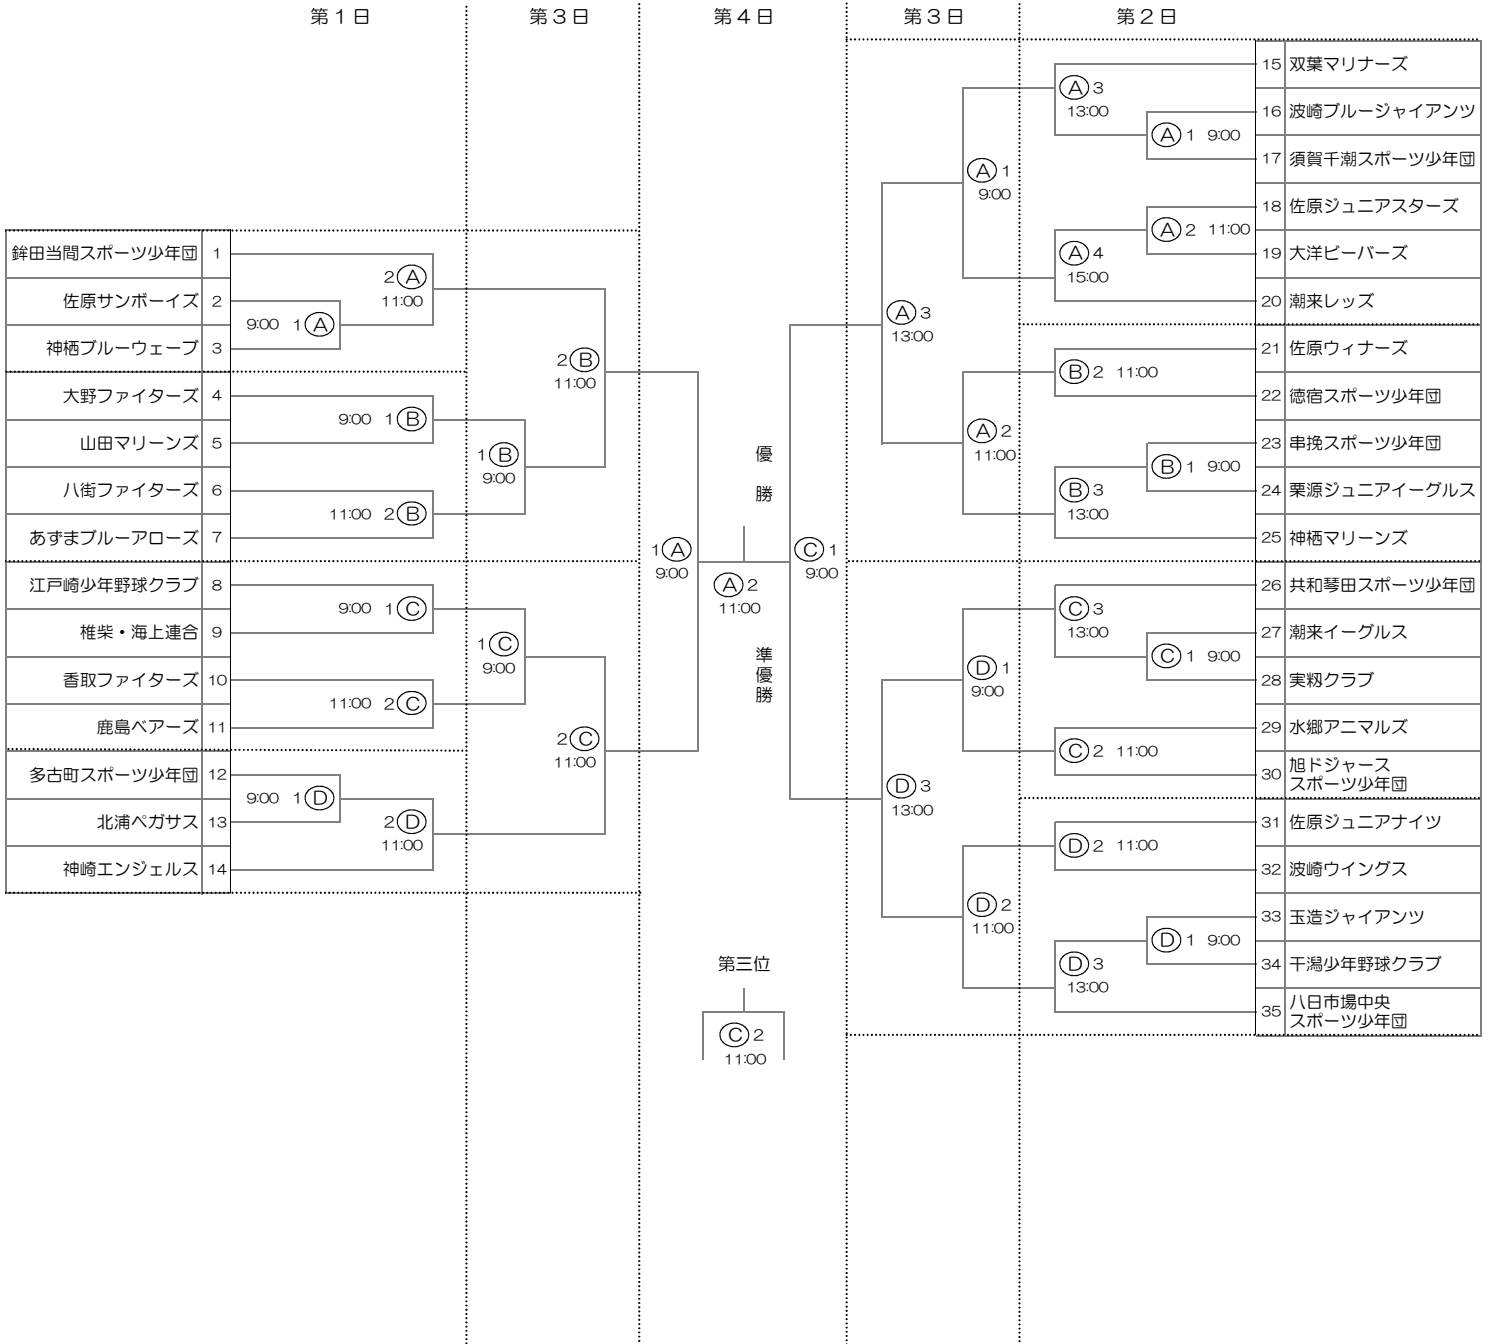 第１日
第３日
第４日
第３日
第２日
鉾田当間スポーツ少年団 1
佐原サンボーイズ 2
神栖ブルーウェーブ 3
大野ファイターズ 4
山田マリーンズ 5
八街ファイターズ 6
あずまブルーアローズ 7
江戸崎少年野球クラブ 8
椎柴・海上連合 9
香取ファイターズ 10
鹿島ベアーズ 11
多古町スポーツ少年団 12
北浦ペガサス 13
神崎エンジェルス 14
9:00 1Ⓐ
2Ⓐ
11:00
9:00 1Ⓑ
11:00 2Ⓑ
9:00 1Ⓒ
11:00 2Ⓒ
9:00 1Ⓓ
2Ⓓ
11:00
2Ⓑ
11:00
1Ⓑ
9:00
1Ⓒ
9:00
2Ⓒ
11:00
1Ⓐ
9:00
優勝
Ⓐ2
11:00
準優勝
Ⓒ1
9:00
第三位
Ⓒ2
11:00
Ⓐ3
13:00
Ⓓ3
13:00
Ⓐ1
9:00
Ⓐ2
11:00
Ⓓ1
9:00
Ⓓ2
11:00
Ⓐ3
13:00
Ⓐ1 9:00
Ⓐ2 11:00
Ⓐ4
15:00
Ⓑ2 11:00
Ⓑ1 9:00
Ⓑ3
13:00
Ⓒ3
13:00
Ⓒ1 9:00
Ⓒ2 11:00
Ⓓ2 11:00
Ⓓ1 9:00
Ⓓ3
13:00
15 双葉マリナーズ
16 波崎ブルージャイアンツ
17 須賀千潮スポーツ少年団
18 佐原ジュニアスターズ
19 大洋ビーバーズ
20 潮来レッズ
21 佐原ウィナーズ
22 徳宿スポーツ少年団
23 串挽スポーツ少年団
24 栗源ジュニアイーグルス
25 神栖マリーンズ
26 共和琴田スポーツ少年団
27 潮来イーグルス
28 実籾クラブ
29 水郷アニマルズ
30 旭ドジャース
スポーツ少年団
31 佐原ジュニアナイツ
32 波崎ウイングス
33 玉造ジャイアンツ
34 干潟少年野球クラブ
35 八日市場中央
スポーツ少年団